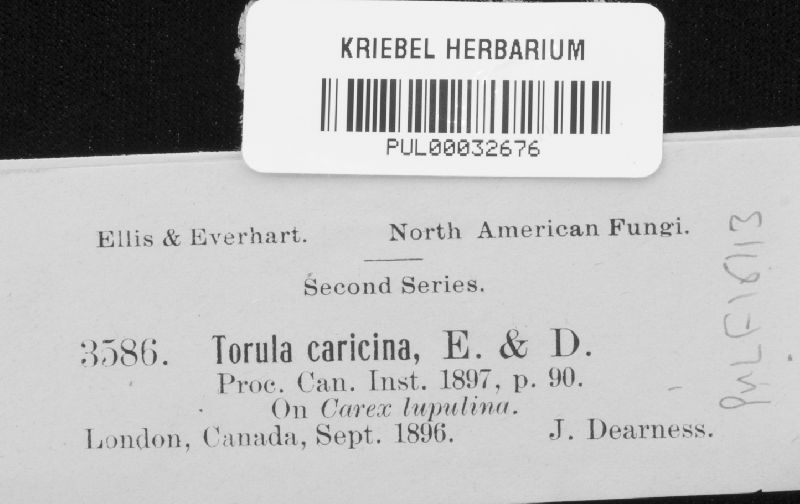 KRIEBEL HERBARIUM
PUL00032676
Ellis & Everhart. North American Fungi.
Second Series.
3586. Torula caricina, E. & D.
Proc. Can. Inst. 1897, p. 90.
On Carex lupulina.
London, Canada, Sept. 1896. J. Dearness.
PUL F16113